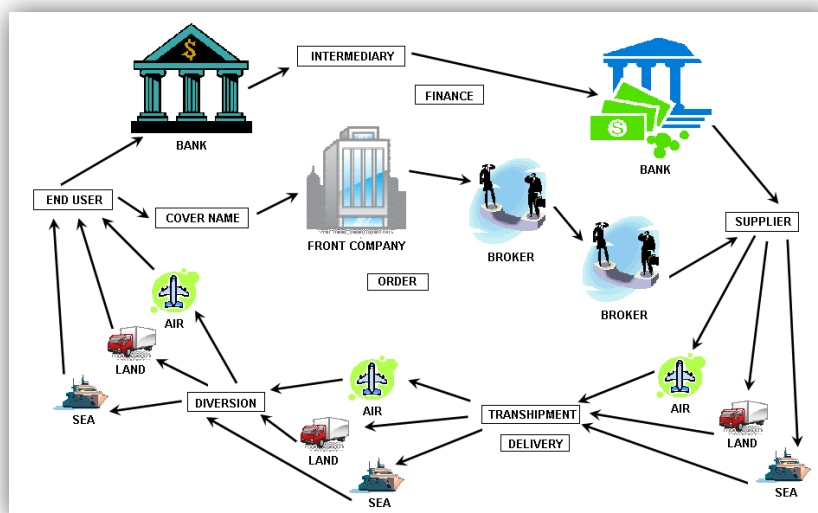 INTERMEDIARY
FINANCE
$
$
BANK
BANK
END USER
COVER NAME
FRONT COMPANY
BROKER
SUPPLIER
ORDER
BROKER
AIR
LAND
SEA
DIVERSION
AIR
LAND
SEA
TRANSHIPMENT
DELIVERY
AIR
LAND
SEA